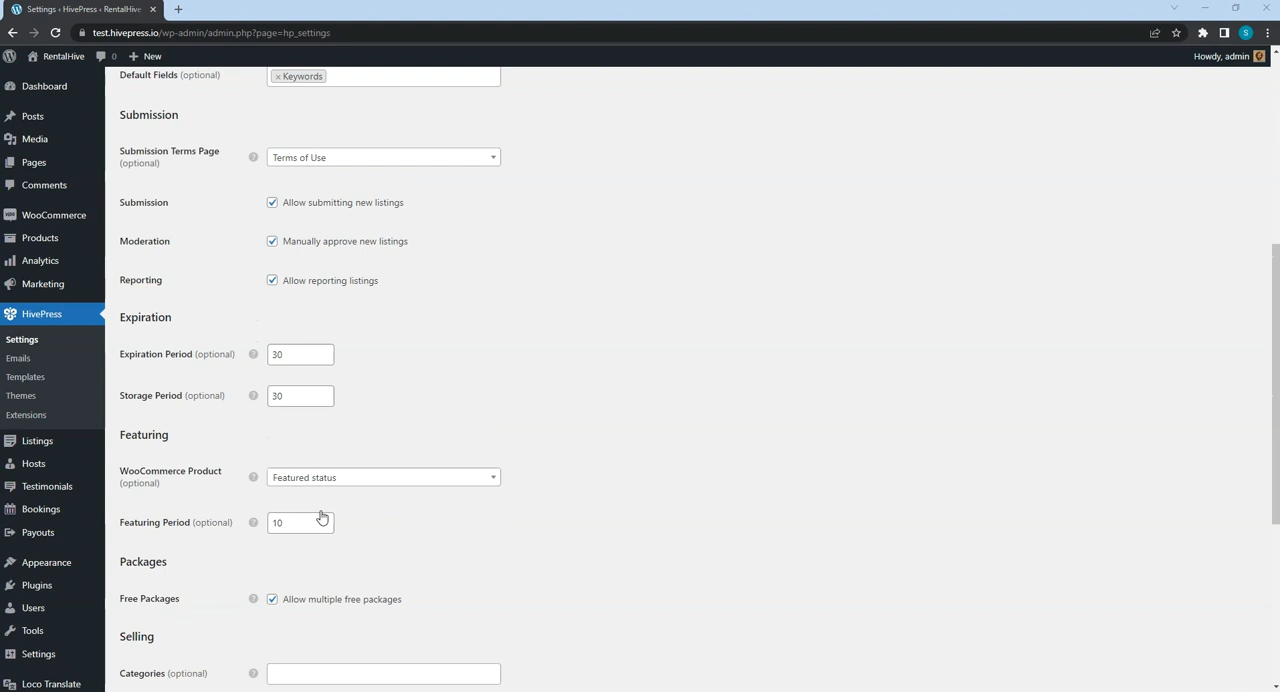 Settings ‹ HivePress ‹ RentalHive
test.hivepress.io/wp-admin/admin.php?page=hp_settings
S
RentalHive
0
New
Howdy, admin
Dashboard
Posts
Media
Pages
Comments
WooCommerce
Products
Analytics
Marketing
HivePress
Settings
Emails
Templates
Themes
Extensions
Listings
Hosts
Testimonials
Bookings
Payouts
Appearance
Plugins
Users
Tools
Settings
Loco Translate
Default Fields (optional)
× Keywords
Submission
Submission Terms Page
(optional)
?
Terms of Use
Submission
Allow submitting new listings
Moderation
Manually approve new listings
Reporting
Allow reporting listings
Expiration
Expiration Period (optional)
?
30
Storage Period (optional)
?
30
Featuring
WooCommerce Product
(optional)
?
Featured status
Featuring Period (optional)
?
10
Packages
Free Packages
?
Allow multiple free packages
Selling
Categories (optional)
?